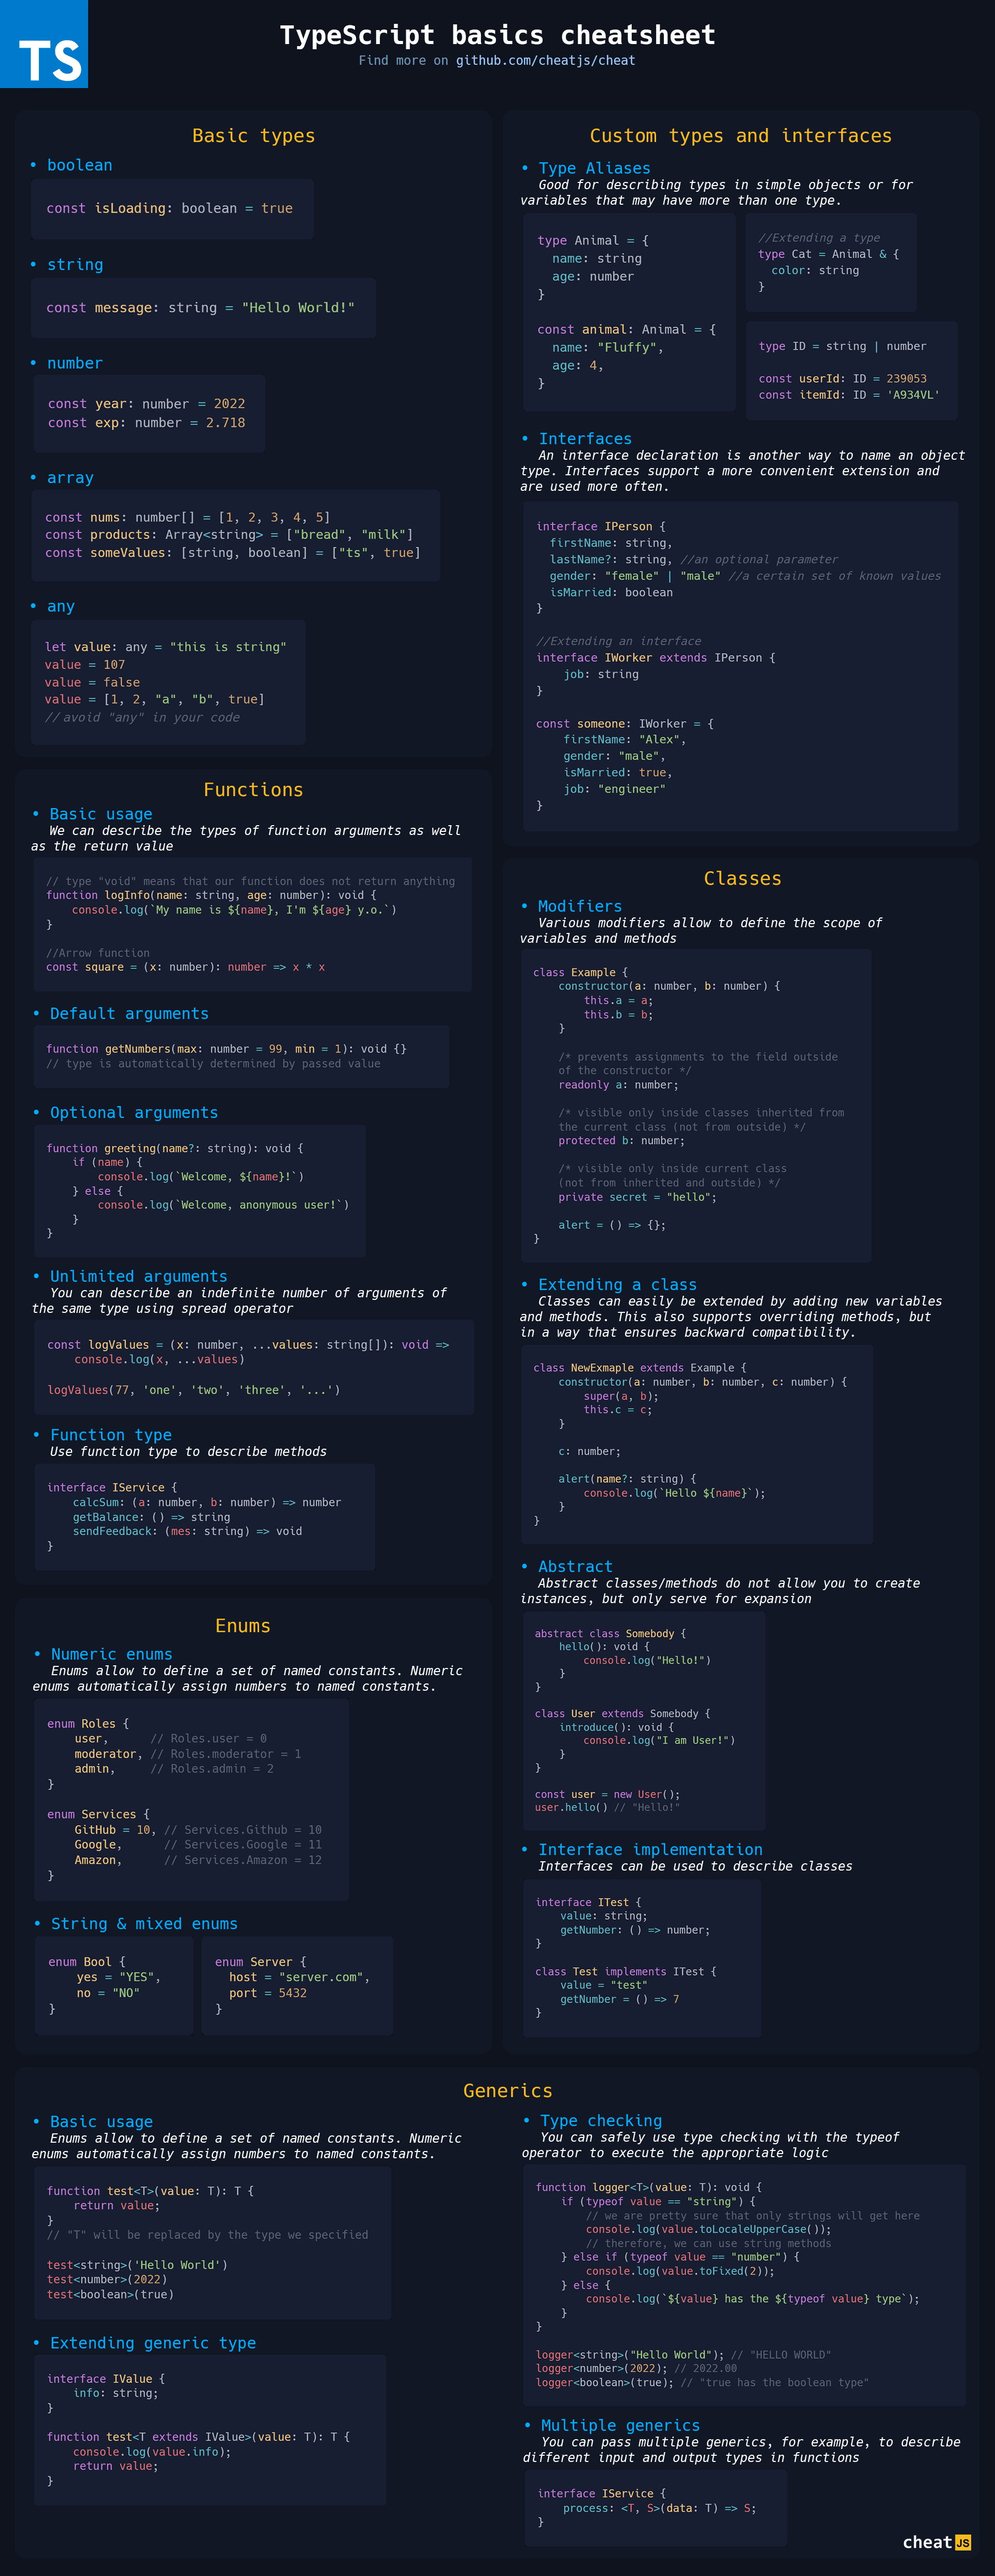 TS
TypeScript basics cheatsheet
Find more on github.com/cheatjs/cheat
Basic types
• boolean
const isLoading: boolean = true
• string
const message: string = "Hello World!"
• number
const year: number = 2022
const exp: number = 2.718
• array
const nums: number[] = [1, 2, 3, 4, 5]
const products: Array<string> = ["bread", "milk"]
const someValues: [string, boolean] = ["ts", true]
• any
let value: any = "this is string"
value = 107
value = false
value = [1, 2, "a", "b", true]
//avoid "any" in your code
Functions
• Basic usage
We can describe the types of function arguments as well
as the return value
// type "void" means that our function does not return anything
function logInfo(name: string, age: number): void {
    console.log(`My name is ${name}, I'm ${age} y.o.`)
}
//Arrow function
const square = (x: number): number => x * x
• Default arguments
function getNumbers(max: number = 99, min = 1): void {}
// type is automatically determined by passed value
• Optional arguments
function greeting(name?: string): void {
    if (name) {
        console.log(`Welcome, ${name}!`)
    } else {
        console.log(`Welcome, anonymous user!`)
    }
}
• Unlimited arguments
You can describe an indefinite number of arguments of
the same type using spread operator
const logValues = (x: number, ...values: string[]): void =>
    console.log(x, ...values)
logValues(77, 'one', 'two', 'three', '...')
• Function type
Use function type to describe methods
interface IService {
    calcSum: (a: number, b: number) => number
    getBalance: () => string
    sendFeedback: (mes: string) => void
}
Enums
• Numeric enums
Enums allow to define a set of named constants. Numeric
enums automatically assign numbers to named constants.
enum Roles {
    user,      // Roles.user = 0
    moderator, // Roles.moderator = 1
    admin,     // Roles.admin = 2
}
enum Services {
    GitHub = 10, // Services.Github = 10
    Google,      // Services.Google = 11
    Amazon,      // Services.Amazon = 12
}
• String & mixed enums
enum Bool {
    yes = "YES",
    no = "NO"
}
enum Server {
  host = "server.com",
  port = 5432
}
Custom types and interfaces
• Type Aliases
Good for describing types in simple objects or for
variables that may have more than one type.
type Animal = {
  name: string
  age: number
}
const animal: Animal = {
  name: "Fluffy",
  age: 4,
}
//Extending a type
type Cat = Animal & {
  color: string
}
type ID = string | number
const userId: ID = 239053
const itemId: ID = 'A934VL'
• Interfaces
An interface declaration is another way to name an object
type. Interfaces support a more convenient extension and
are used more often.
interface IPerson {
  firstName: string,
  lastName?: string, //an optional parameter
  gender: "female" | "male" //a certain set of known values
  isMarried: boolean
}
//Extending an interface
interface IWorker extends IPerson {
    job: string
}
const someone: IWorker = {
    firstName: "Alex",
    gender: "male",
    isMarried: true,
    job: "engineer"
}
Classes
• Modifiers
Various modifiers allow to define the scope of
variables and methods
class Example {
    constructor(a: number, b: number) {
        this.a = a;
        this.b = b;
    }
    /* prevents assignments to the field outside
    of the constructor */
    readonly a: number;
    /* visible only inside classes inherited from
    the current class (not from outside) */
    protected b: number;
    /* visible only inside current class
    (not from inherited and outside) */
    private secret = "hello";
    alert = () => {};
}
• Extending a class
Classes can easily be extended by adding new variables
and methods. This also supports overriding methods, but
in a way that ensures backward compatibility.
class NewExmaple extends Example {
    constructor(a: number, b: number, c: number) {
        super(a, b);
        this.c = c;
    }
    c: number;
    alert(name?: string) {
        console.log(`Hello ${name}`);
    }
}
• Abstract
Abstract classes/methods do not allow you to create
instances, but only serve for expansion
abstract class Somebody {
    hello(): void {
        console.log("Hello!")
    }
}
class User extends Somebody {
    introduce(): void {
        console.log("I am User!")
    }
}
const user = new User();
user.hello() // "Hello!"
• Interface implementation
Interfaces can be used to describe classes
interface ITest {
    value: string;
    getNumber: () => number;
}
class Test implements ITest {
    value = "test"
    getNumber = () => 7
}
Generics
• Basic usage
Enums allow to define a set of named constants. Numeric
enums automatically assign numbers to named constants.
function test<T>(value: T): T {
    return value;
}
// "T" will be replaced by the type we specified
test<string>('Hello World')
test<number>(2022)
test<boolean>(true)
• Extending generic type
interface IValue {
    info: string;
}
function test<T extends IValue>(value: T): T {
    console.log(value.info);
    return value;
}
• Type checking
You can safely use type checking with the typeof
operator to execute the appropriate logic
function logger<T>(value: T): void {
    if (typeof value == "string") {
        // we are pretty sure that only strings will get here
        console.log(value.toLocaleUpperCase());
        // therefore, we can use string methods
    } else if (typeof value == "number") {
        console.log(value.toFixed(2));
    } else {
        console.log(`${value} has the ${typeof value} type`);
    }
}
logger<string>("Hello World"); // "HELLO WORLD"
logger<number>(2022); // 2022.00
logger<boolean>(true); // "true has the boolean type"
• Multiple generics
You can pass multiple generics, for example, to describe
different input and output types in functions
interface IService {
    process: <T, S>(data: T) => S;
}
cheat JS